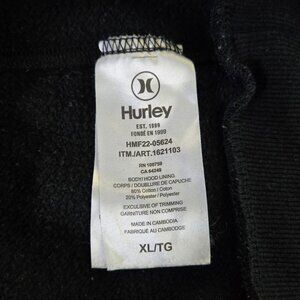 Hurley
EST. 1999
FONDÉ EN 1999
HMF22-05624
ITM./ART.1621103
RN 100759
CA 54249
BODY/HOOD LINING
CORPS / DOUBLURE DE CAPUCHE
80% Cotton / Coton
20% Polyester / Polyester
EXCLUSIVE OF TRIMMING
GARNITURE NON COMPRISE
MADE IN CAMBODIA
FABRIQUÉ AU CAMBODGE
XL/TG